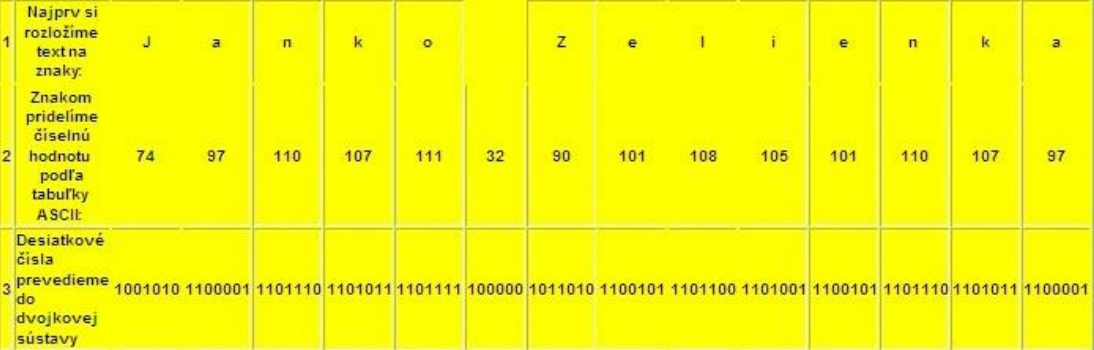 1 Najprv si rozložíme text na znaky: J a n k o Z e l i e n k a
2 Znakom pridelíme číselnú hodnotu podľa tabuľky ASCII: 74 97 110 107 111 32 90 101 108 105 101 110 107 97
3 Desiatkové čísla prevedieme do dvojkovej sústavy 1001010 1100001 1101110 1101011 1101111 100000 1011010 1100101 1101100 1101001 1100101 1101110 1101011 1100001